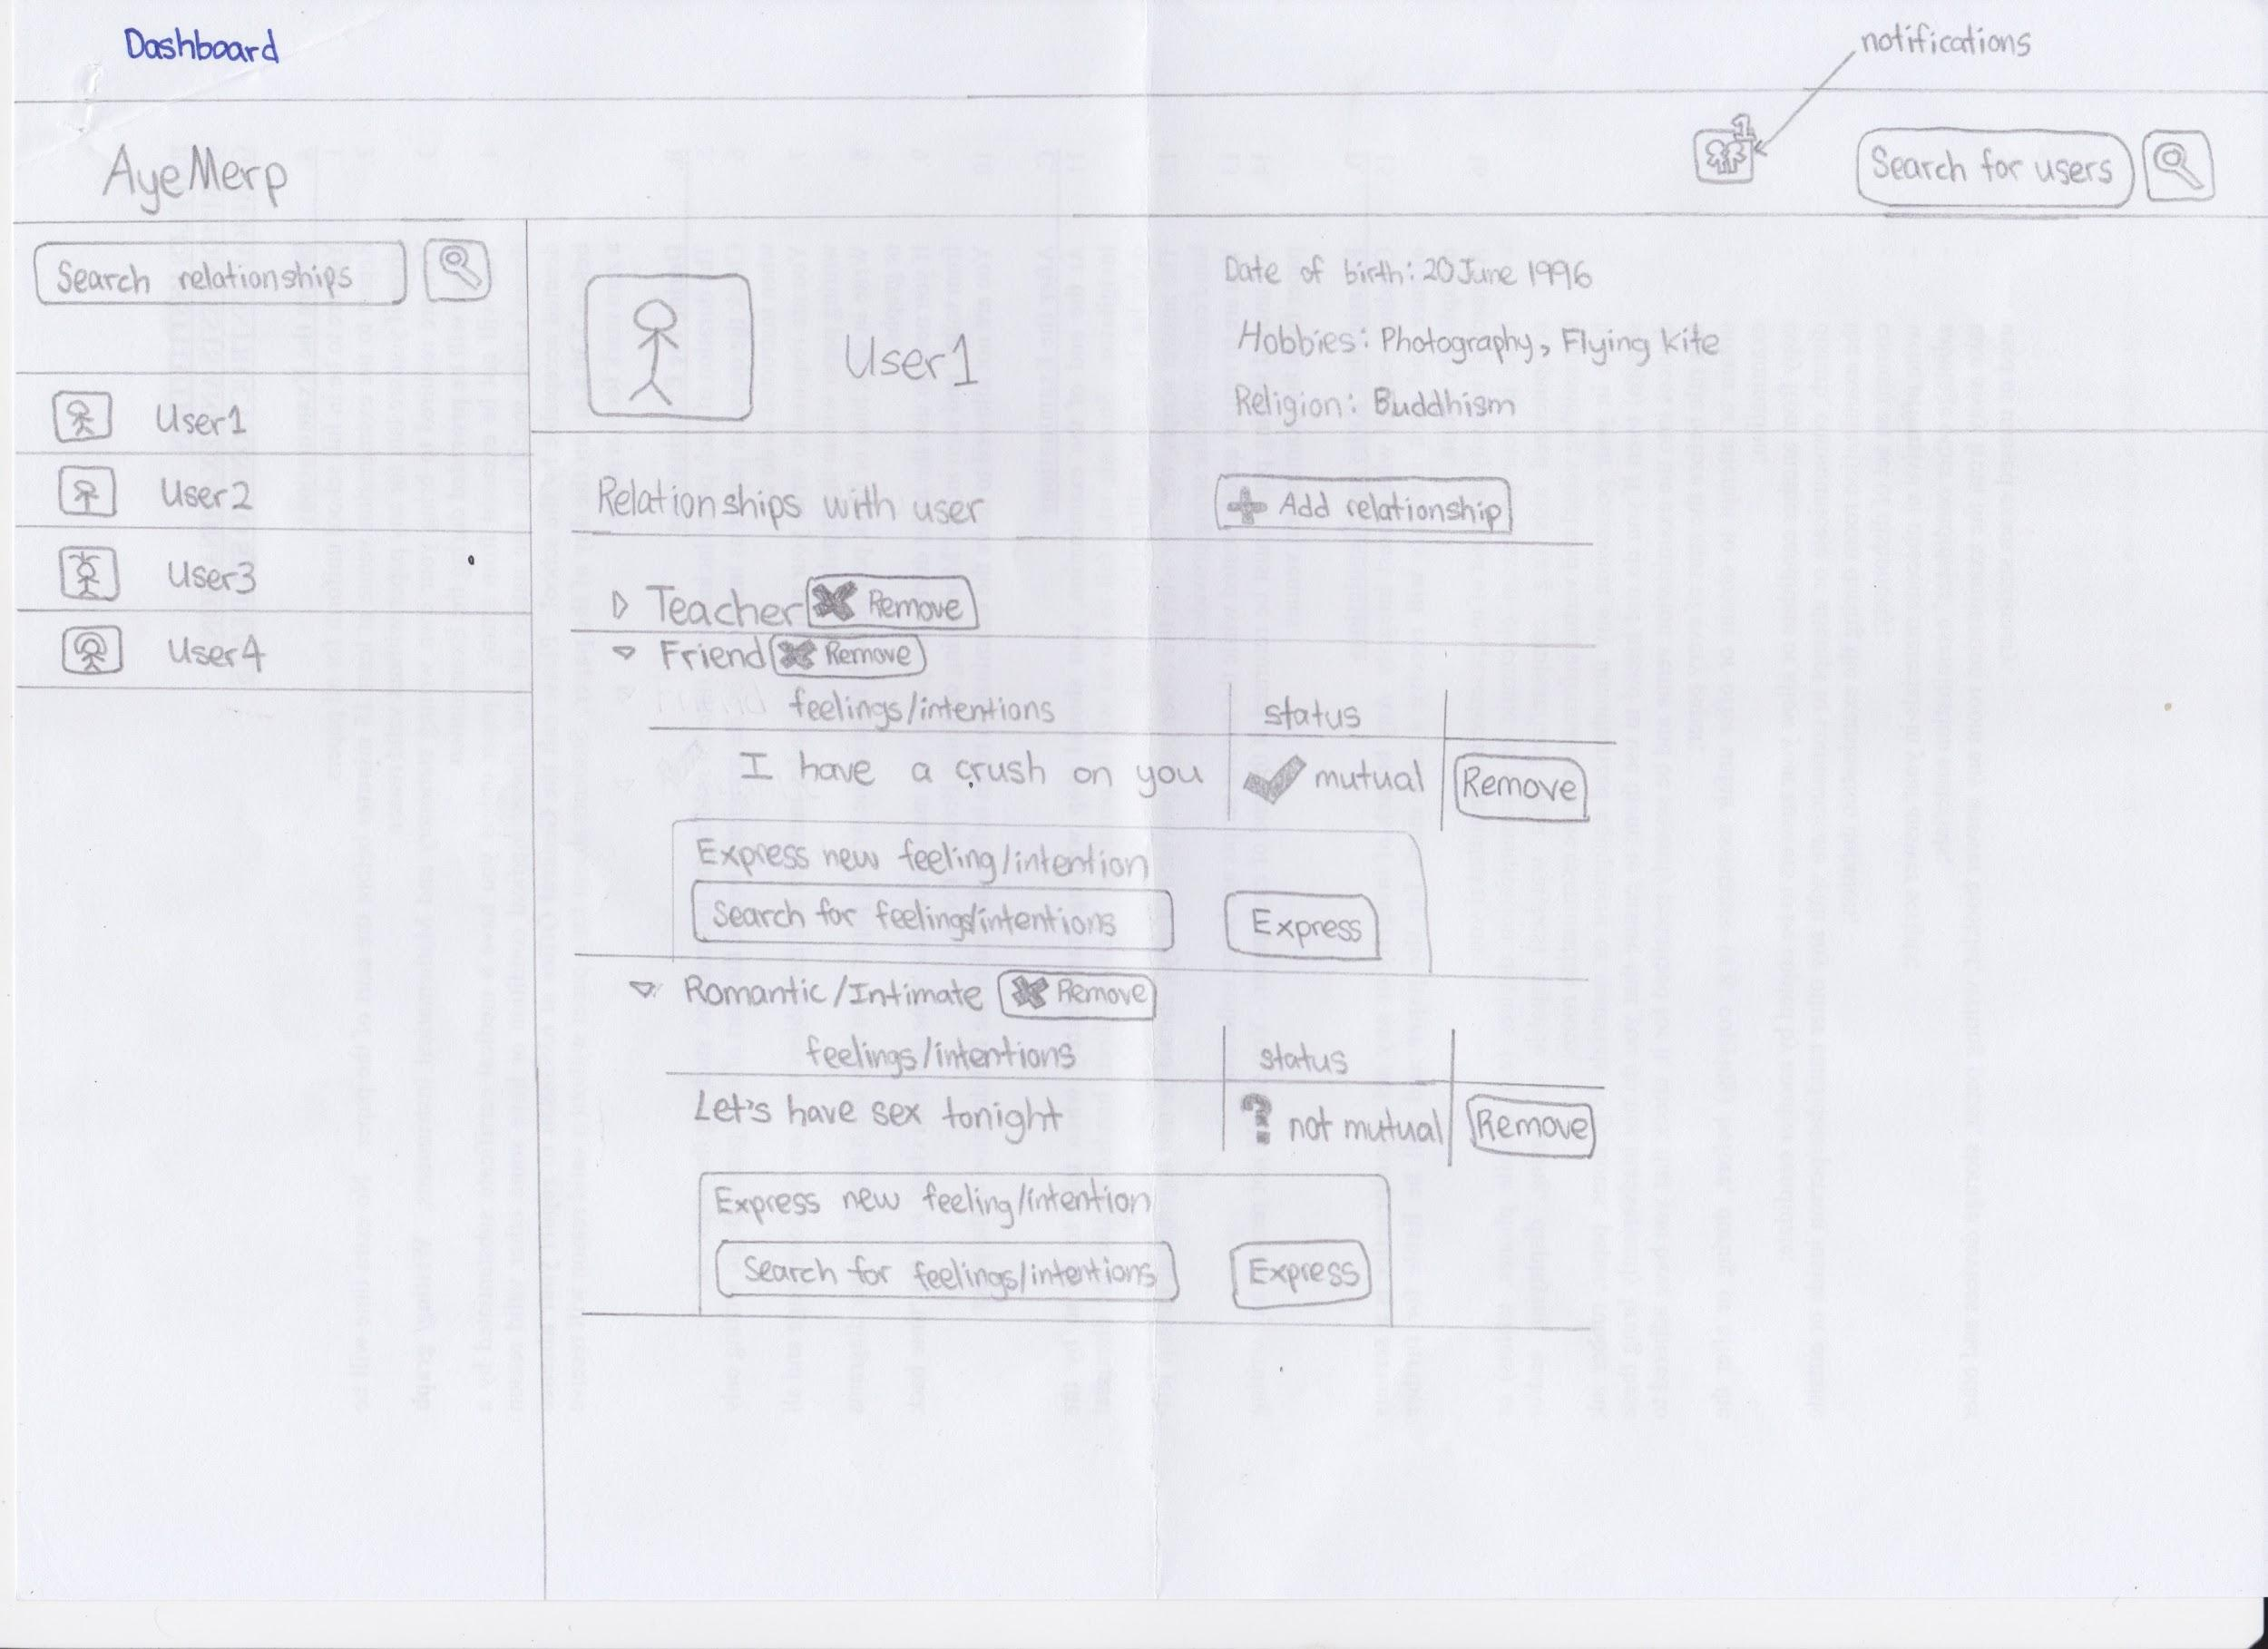 Dashboard
notifications
1
AyeMerp
Search for users
Search relationships
User1
User2
User3
User4
User1
Date of birth: 20 June 1996
Hobbies: Photography, Flying Kite
Religion: Buddhism
Relationships with user
Add relationship
Teacher Remove
Friend Remove
feelings/intentions status
I have a crush on you mutual Remove
Express new feeling/intention
Search for feelings/intentions Express
Romantic/Intimate Remove
feelings/intentions status
Let's have sex tonight ? not mutual Remove
Express new feeling/intention
Search for feelings/intentions Express